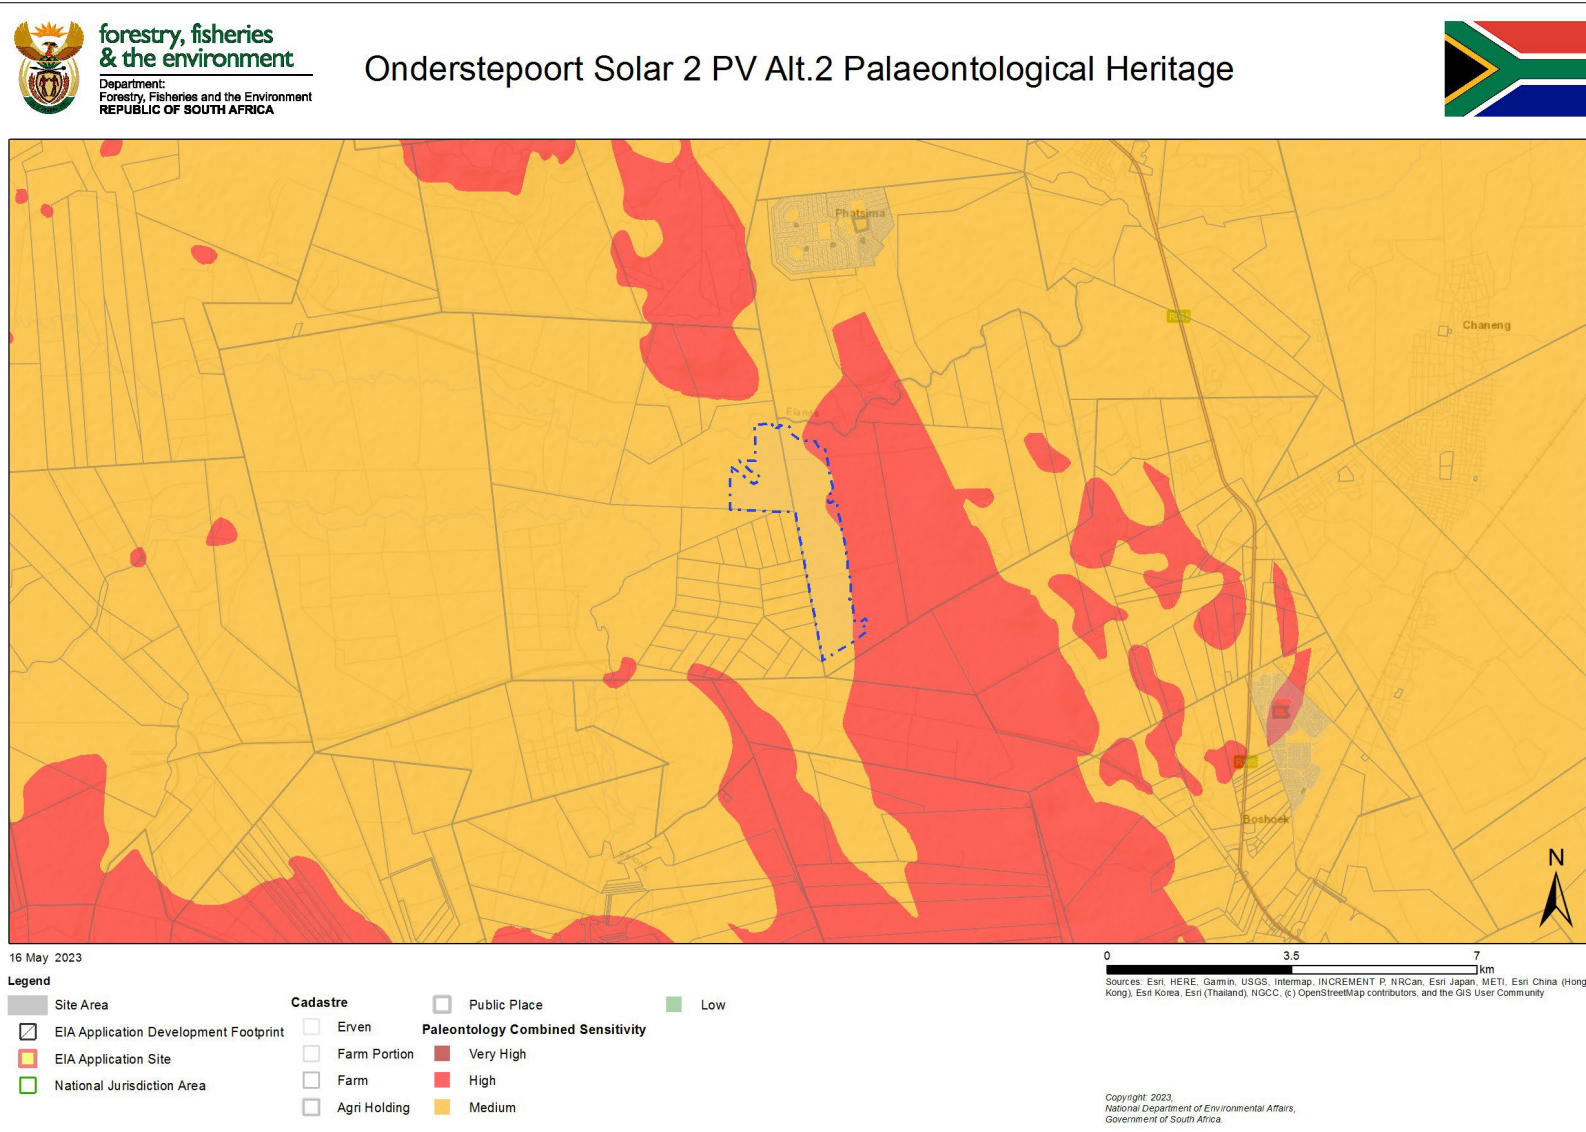 forestry, fisheries
& the environment
Department:
Forestry, Fisheries and the Environment
REPUBLIC OF SOUTH AFRICA
Onderstepoort Solar 2 PV Alt.2 Palaeontological Heritage
Phatsima
Chaneng
Elands
Boshoek
N
16 May 2023
0 3.5 7
km
Sources: Esri, HERE, Garmin, USGS, Intermap, INCREMENT P, NRCan, Esri Japan, METI, Esri China (Hong
Kong), Esri Korea, Esri (Thailand), NGCC, (c) OpenStreetMap contributors, and the GIS User Community
Legend
Site Area
EIA Application Development Footprint
EIA Application Site
National Jurisdiction Area
Cadastre
Erven
Farm Portion
Farm
Agri Holding
Public Place
Paleontology Combined Sensitivity
Very High
High
Medium
Low
Copyright: 2023,
National Department of Environmental Affairs,
Government of South Africa.